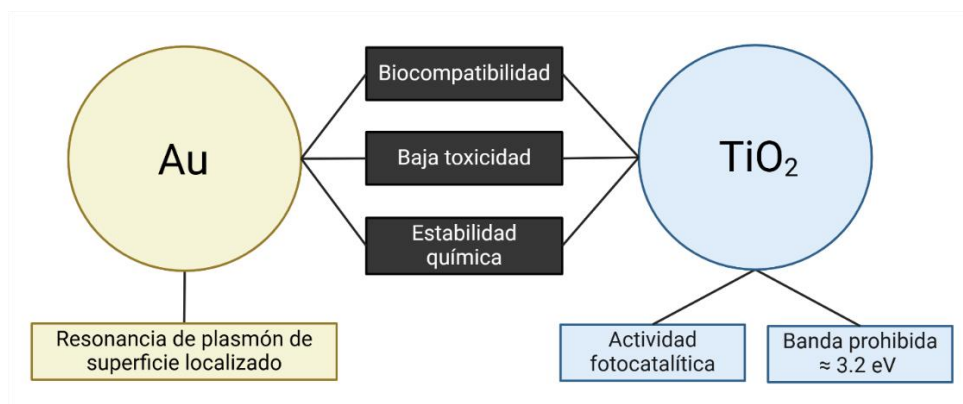 Biocompatibilidad
Au
Baja toxicidad
TiO₂
Estabilidad
química
Resonancia de plasmón de
superficie localizado
Actividad
fotocatalítica
Banda prohibida
≈ 3.2 eV